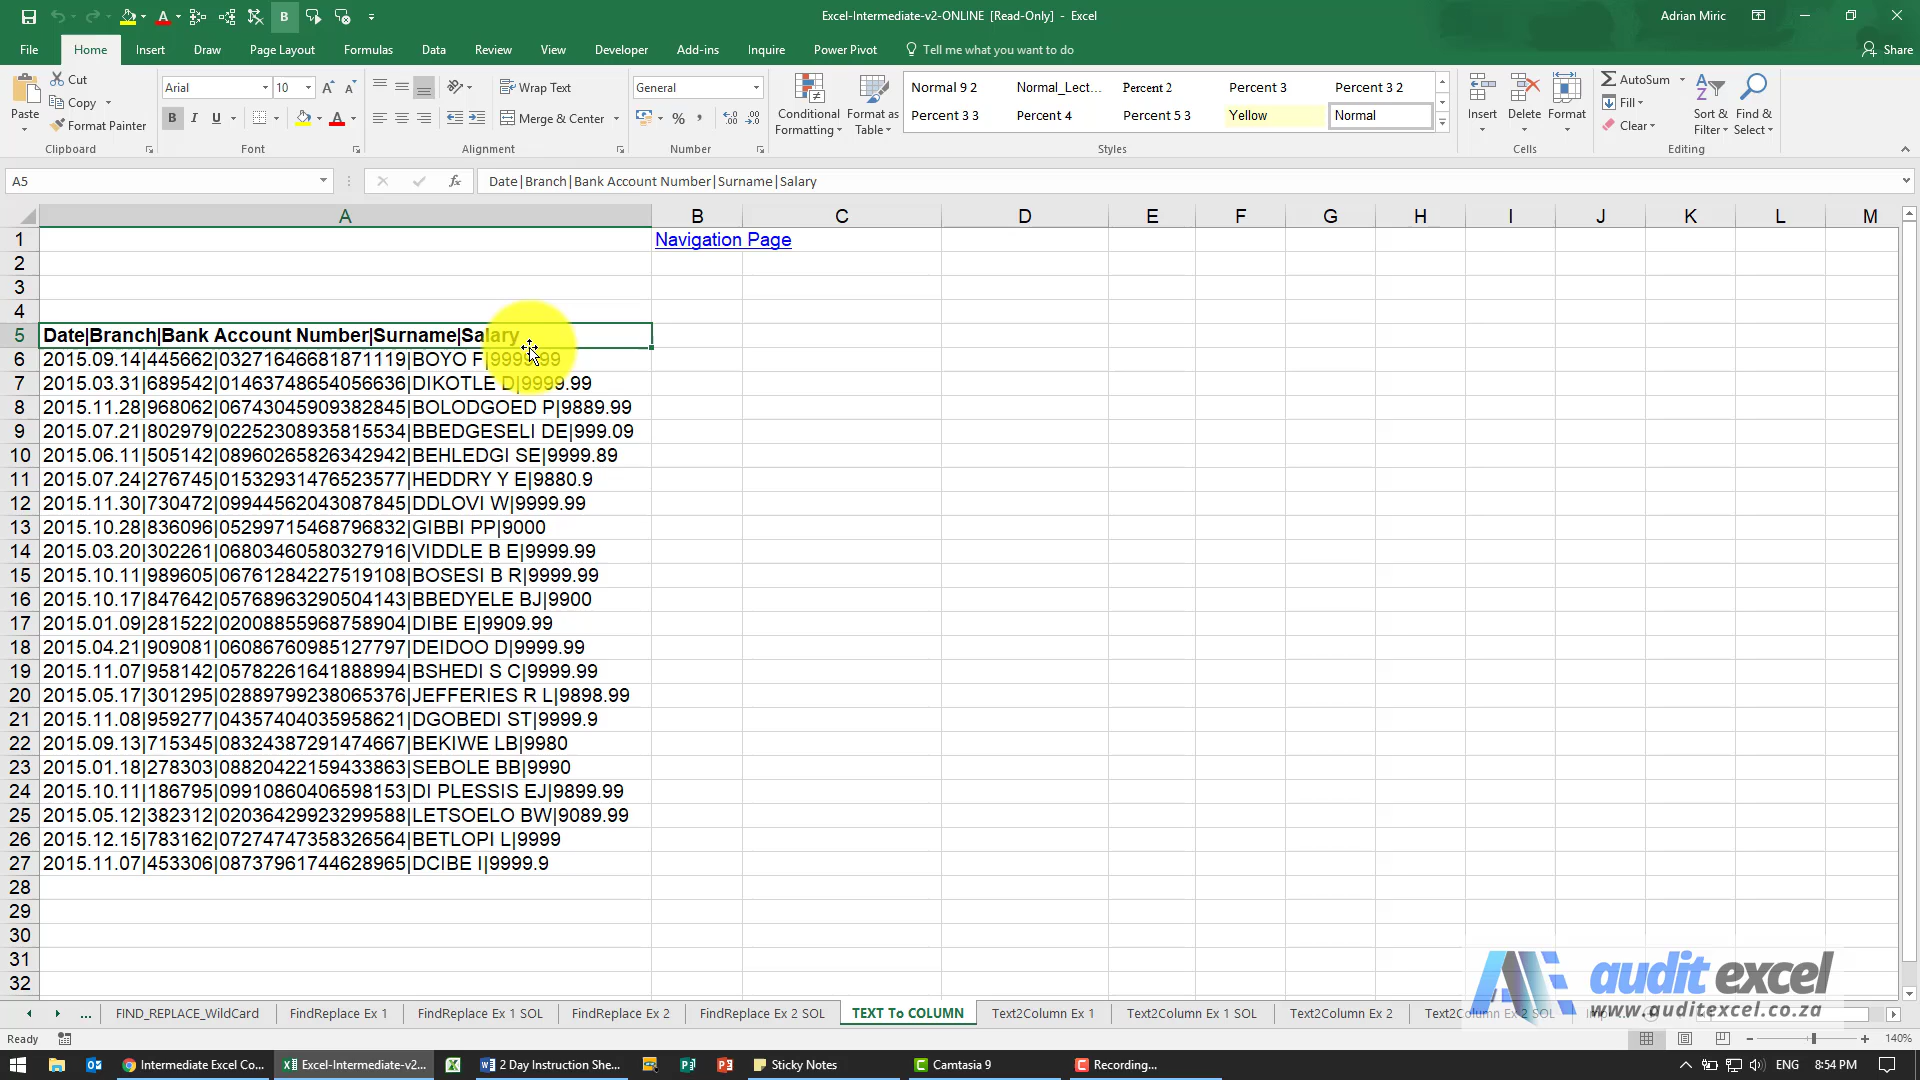 Excel-Intermediate-v2-ONLINE [Read-Only] - Excel
Adrian Miric
File Home Insert Draw Page Layout Formulas Data Review View Developer Add-ins Inquire Power Pivot Tell me what you want to do Share
Paste
Cut
Copy
Format Painter
Clipboard
Arial 10
B I U
Font
Wrap Text
Merge & Center
Alignment
General
Number
Conditional Formatting
Format as Table
Normal 9 2 Normal_Lect... Percent 2 Percent 3 Percent 3 2
Percent 3 3 Percent 4 Percent 5 3 Yellow Normal
Styles
Insert Delete Format
Cells
AutoSum
Fill
Clear
Sort & Filter
Find & Select
Editing
A5
fx
Date|Branch|Bank Account Number|Surname|Salary
A B C D E F G H I J K L M
1 Navigation Page
2
3
4
5 Date|Branch|Bank Account Number|Surname|Salary
6 2015.09.14|445662|03271646681871119|BOYO F|9999.99
7 2015.03.31|689542|01463748654056636|DIKOTLE D|9999.99
8 2015.11.28|968062|06743045909382845|BOLODGOED P|9889.99
9 2015.07.21|802979|02252308935815534|BBEDGESELI DE|999.09
10 2015.06.11|505142|08960265826342942|BEHLEDGI SE|9999.89
11 2015.07.24|276745|01532931476523577|HEDDRY Y E|9880.9
12 2015.11.30|730472|09944562043087845|DDLOVI W|9999.99
13 2015.10.28|836096|05299715468796832|GIBBI PP|9000
14 2015.03.20|302261|06803460580327916|VIDDLE B E|9999.99
15 2015.10.11|989605|06761284227519108|BOSESI B R|9999.99
16 2015.10.17|847642|05768963290504143|BBEDYELE BJ|9900
17 2015.01.09|281522|02008855968758904|DIBE E|9909.99
18 2015.04.21|909081|06086760985127797|DEIDOO D|9999.99
19 2015.11.07|958142|05782261641888994|BSHEDI S C|9999.99
20 2015.05.17|301295|02889799238065376|JEFFERIES R L|9898.99
21 2015.11.08|959277|04357404035958621|DGOBEDI ST|9999.9
22 2015.09.13|715345|08324387291474667|BEKIWE LB|9980
23 2015.01.18|278303|08820422159433863|SEBOLE BB|9990
24 2015.10.11|186795|09910860406598153|DI PLESSIS EJ|9899.99
25 2015.05.12|382312|02036429923299588|LETSOELO BW|9089.99
26 2015.12.15|783162|07274747358326564|BETLOPI L|9999
27 2015.11.07|453306|08737961744628965|DCIBE I|9999.9
28
29
30
31
32
audit excel
www.auditexcel.co.za
... FIND_REPLACE_WildCard FindReplace Ex 1 FindReplace Ex 1 SOL FindReplace Ex 2 FindReplace Ex 2 SOL TEXT To COLUMN Text2Column Ex 1 Text2Column Ex 1 SOL Text2Column Ex 2 Text2Column Ex 2 SOL
Ready
140%
Intermediate Excel Co... Excel-Intermediate-v2... 2 Day Instruction She... Sticky Notes Camtasia 9 Recording... ENG 8:54 PM